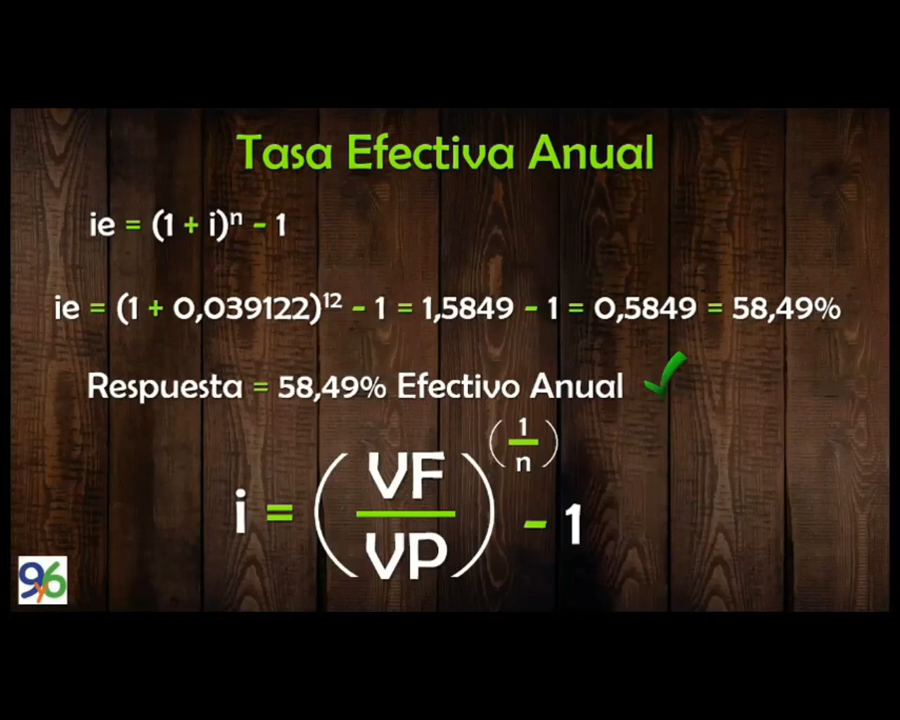 Tasa Efectiva Anual
ie = (1 + i)ⁿ - 1
ie = (1 + 0,039122)¹² - 1 = 1,5849 - 1 = 0,5849 = 58,49%
Respuesta = 58,49% Efectivo Anual ✓
i = (VF/VP)^(1/n) - 1
9y6